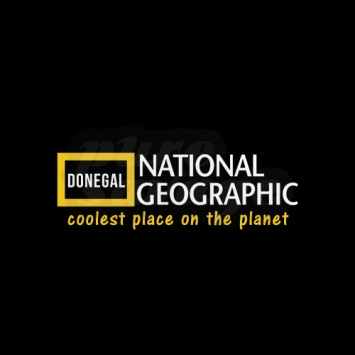 DONEGAL
NATIONAL
GEOGRAPHIC
coolest place on the planet